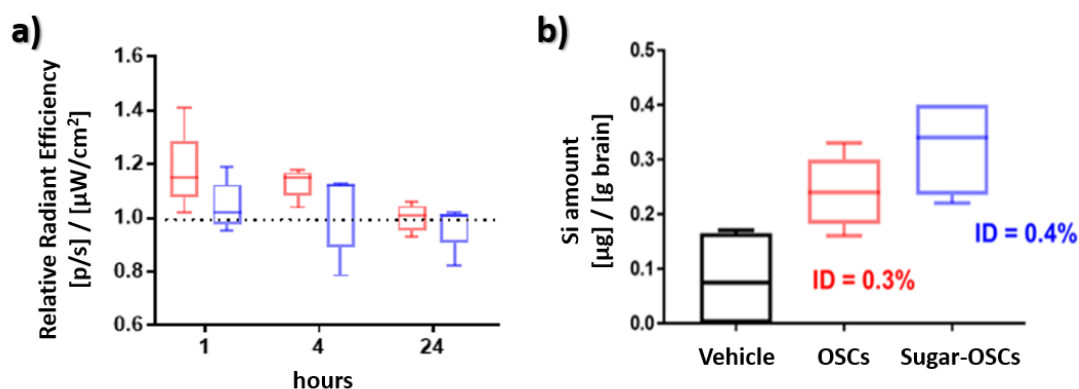 a)
Relative Radiant Efficiency
[p/s] / [µW/cm²]
1.6
1.4
1.2
1.0
0.8
0.6
1 4 24
hours
b)
Si amount
[µg] / [g brain]
0.5
0.4
0.3
0.2
0.1
0.0
ID = 0.4%
ID = 0.3%
Vehicle OSCs Sugar-OSCs